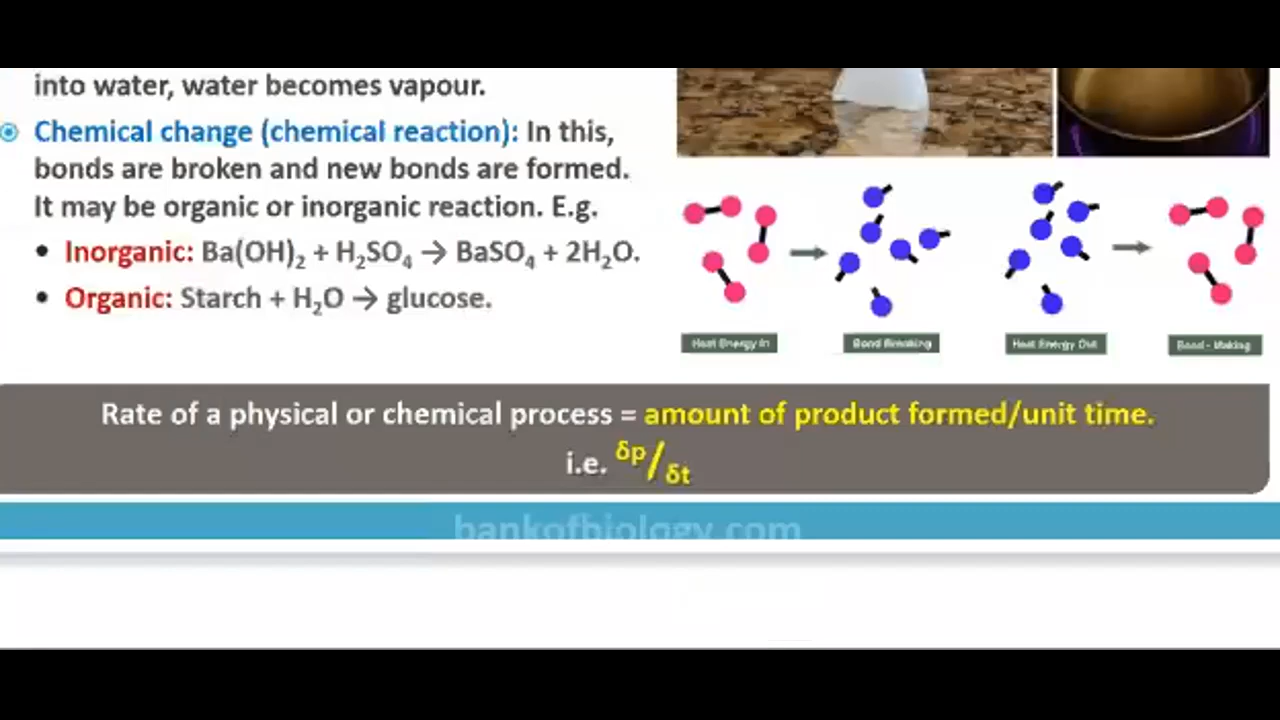 into water, water becomes vapour.
Chemical change (chemical reaction): In this,
bonds are broken and new bonds are formed.
It may be organic or inorganic reaction. E.g.
• Inorganic: Ba(OH)₂ + H₂SO₄ → BaSO₄ + 2H₂O.
• Organic: Starch + H₂O → glucose.
Heat Energy In
Bond Breaking
Heat Energy Out
Bond - Making
Rate of a physical or chemical process = amount of product formed/unit time.
i.e. δp/δt
bankofbiology.com